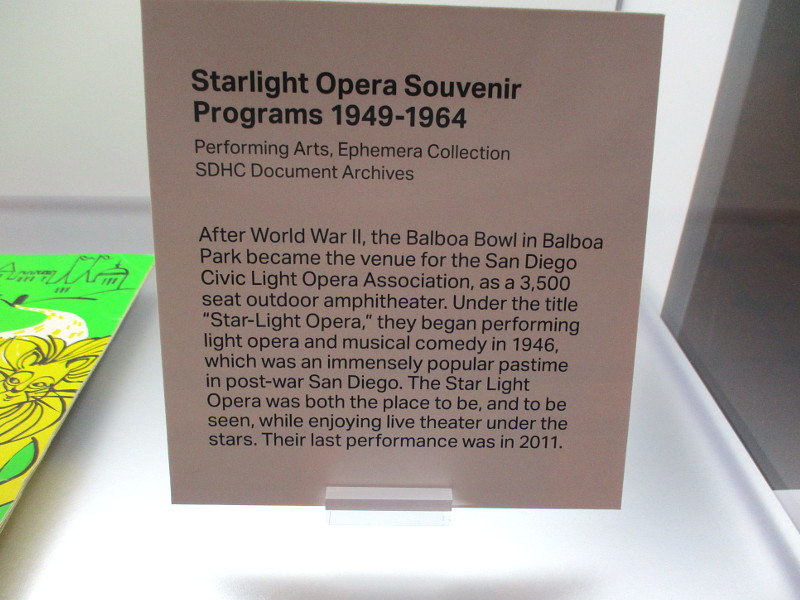 Starlight Opera Souvenir
Programs 1949-1964
Performing Arts, Ephemera Collection
SDHC Document Archives
After World War II, the Balboa Bowl in Balboa
Park became the venue for the San Diego
Civic Light Opera Association, as a 3,500
seat outdoor amphitheater. Under the title
“Star-Light Opera,” they began performing
light opera and musical comedy in 1946,
which was an immensely popular pastime
in post-war San Diego. The Star Light
Opera was both the place to be, and to be
seen, while enjoying live theater under the
stars. Their last performance was in 2011.